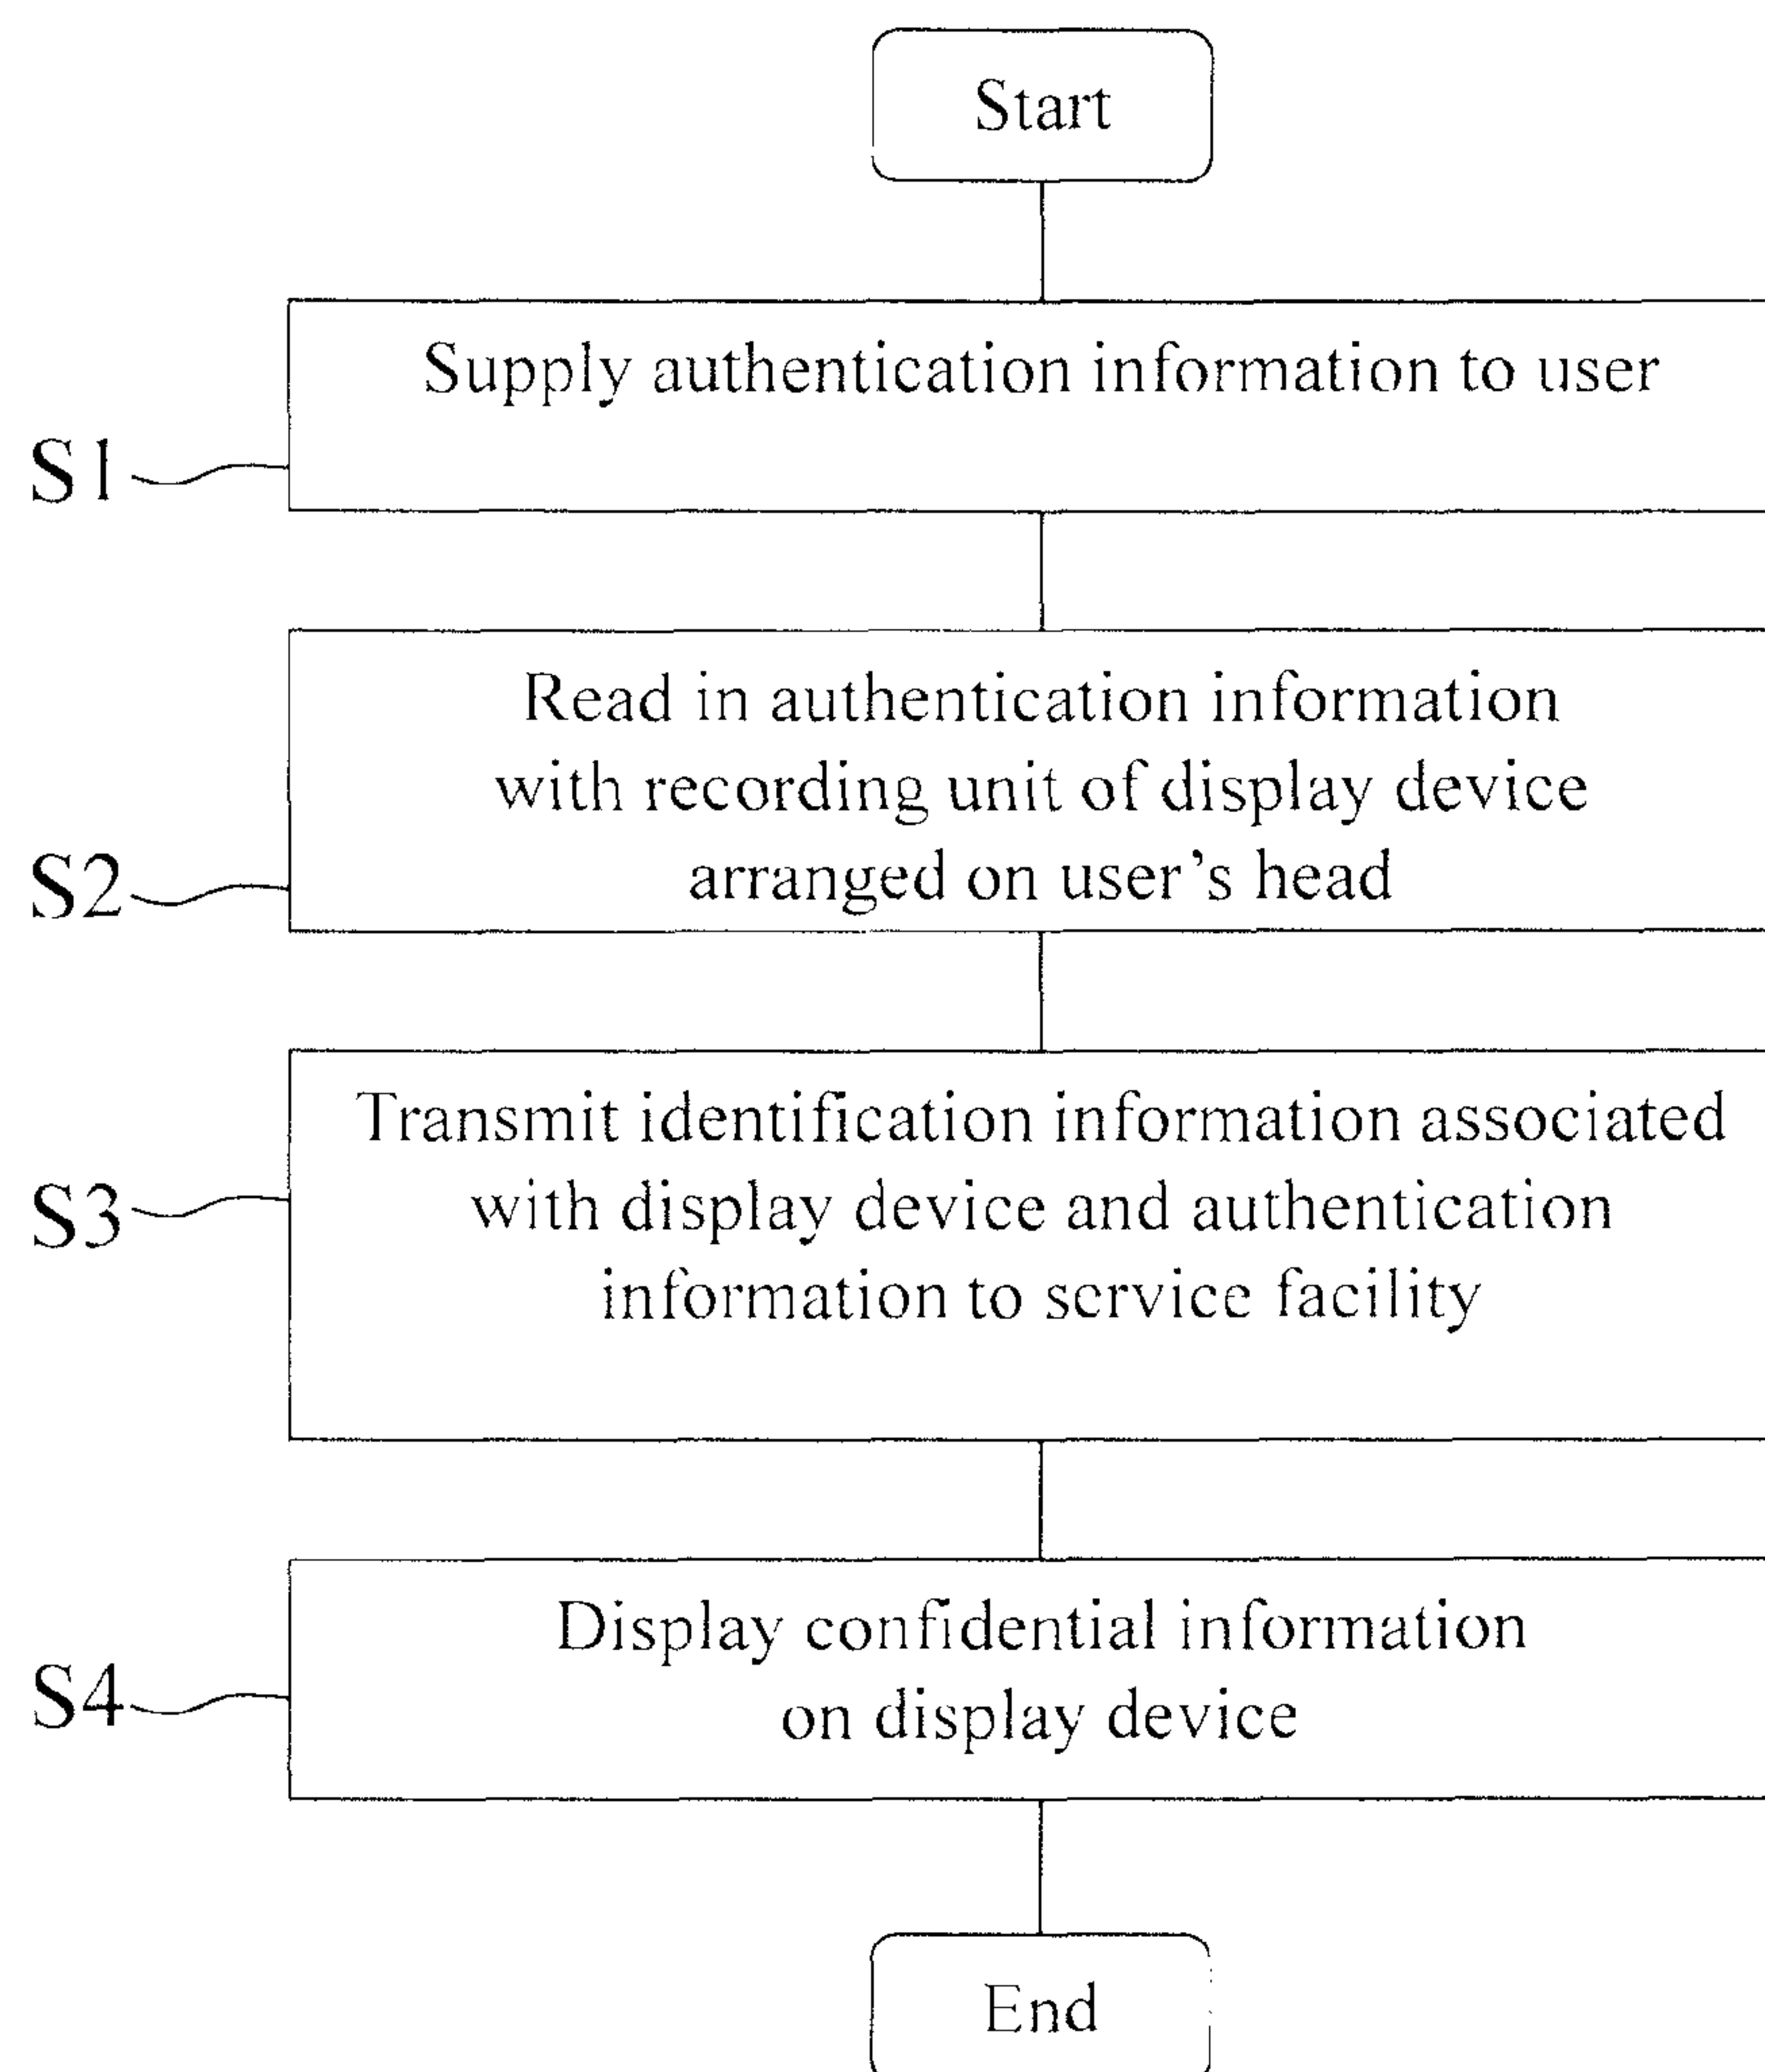 Start
Supply authentication information to user
S1
Read in authentication information
with recording unit of display device
arranged on user's head
S2
Transmit identification information associated
with display device and authentication
information to service facility
S3
Display confidential information
on display device
S4
End